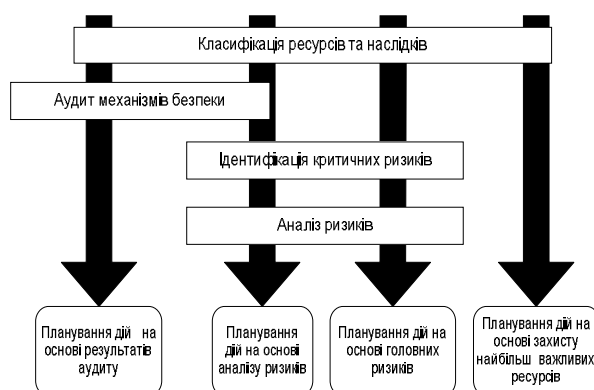 Класифікація ресурсів та наслідків
Аудит механізмів безпеки
Ідентифікація критичних ризиків
Аналіз ризиків
Планування дій на
основі результатів
аудиту
Планування
дій на основі
аналізу ризиків
Планування дій на
основі головних
ризиків
Планування дій на
основі захисту
найбільш важливих
ресурсів